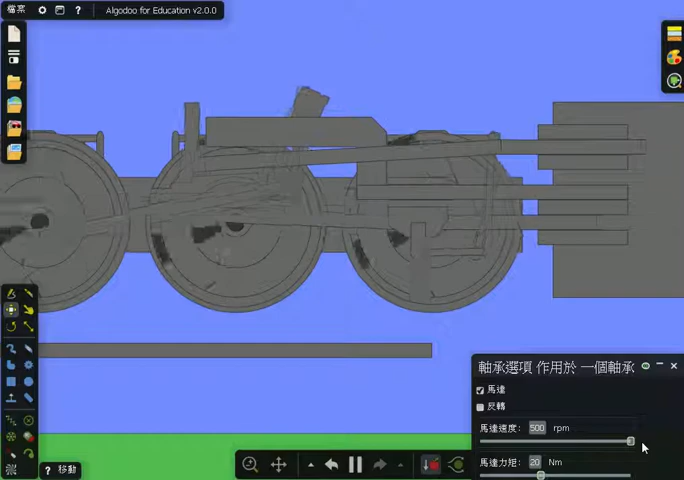 檔案 ? Algodoo for Education v2.0.0
軸承選項 作用於 一個軸承
馬達
反轉
馬達速度: 500 rpm
馬達力矩: 20 Nm
? 移動